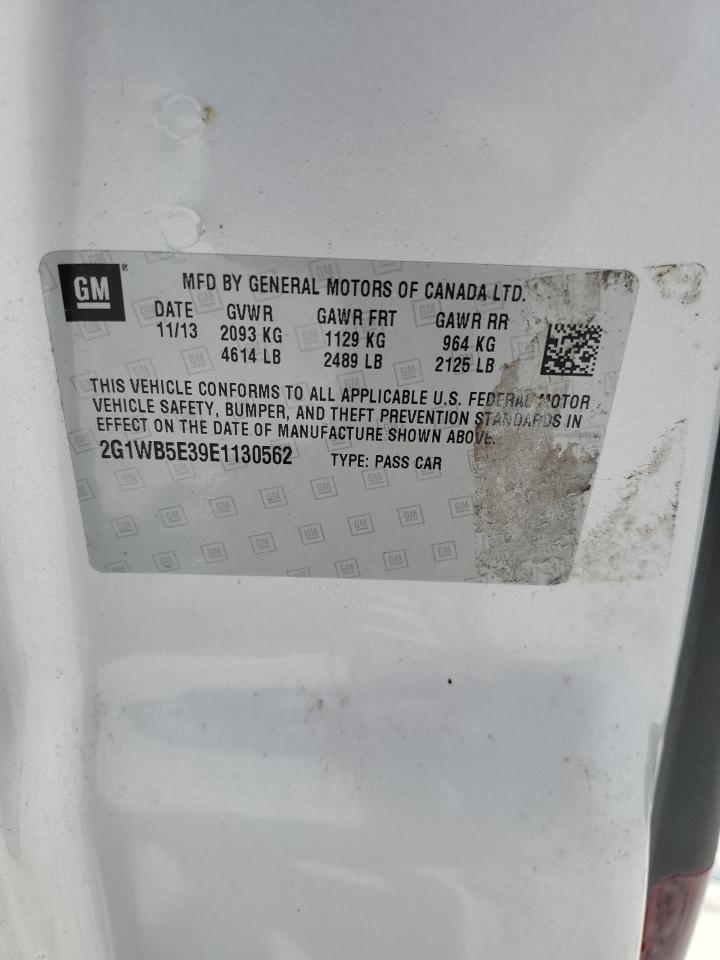 GM®
MFD BY GENERAL MOTORS OF CANADA LTD.
DATE GVWR GAWR FRT GAWR RR
11/13 2093 KG 1129 KG 964 KG
4614 LB 2489 LB 2125 LB
THIS VEHICLE CONFORMS TO ALL APPLICABLE U.S. FEDERAL MOTOR
VEHICLE SAFETY, BUMPER, AND THEFT PREVENTION STANDARDS IN
EFFECT ON THE DATE OF MANUFACTURE SHOWN ABOVE.
2G1WB5E39E1130562 TYPE: PASS CAR